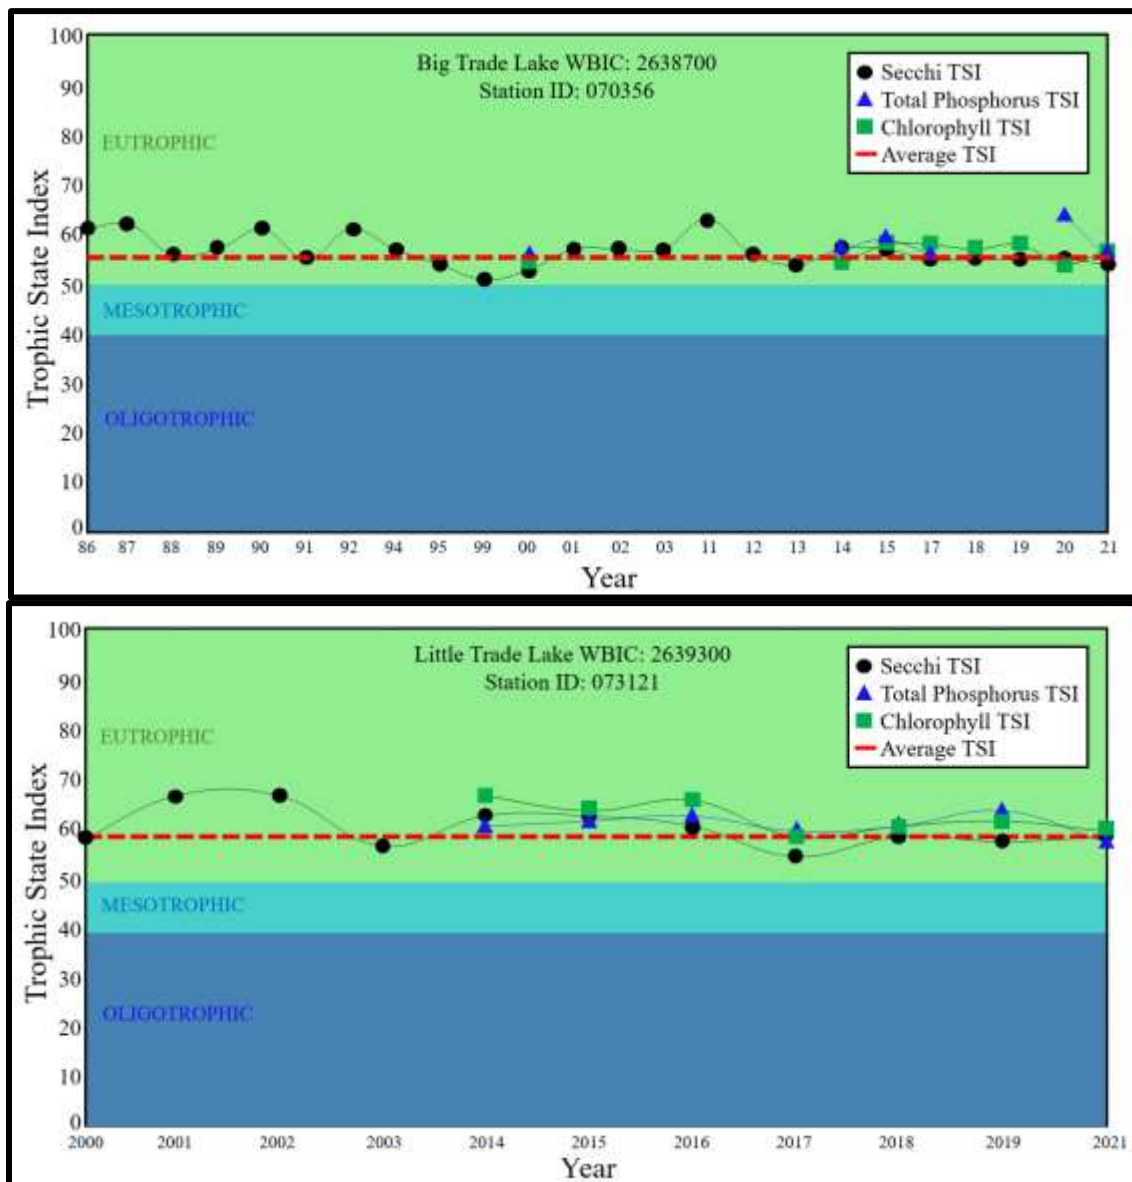 Big Trade Lake WBIC: 2638700
Station ID: 070356
Secchi TSI
Total Phosphorus TSI
Chlorophyll TSI
Average TSI
Trophic State Index
100
90
80
70
60
50
40
30
20
10
0
EUTROPHIC
MESOTROPHIC
OLIGOTROPHIC
86 87 88 89 90 91 92 94 95 99 00 01 02 03 11 12 13 14 15 17 18 19 20 21
Year
Little Trade Lake WBIC: 2639300
Station ID: 073121
Secchi TSI
Total Phosphorus TSI
Chlorophyll TSI
Average TSI
Trophic State Index
100
90
80
70
60
50
40
30
20
10
0
EUTROPHIC
MESOTROPHIC
OLIGOTROPHIC
2000 2001 2002 2003 2014 2015 2016 2017 2018 2019 2021
Year